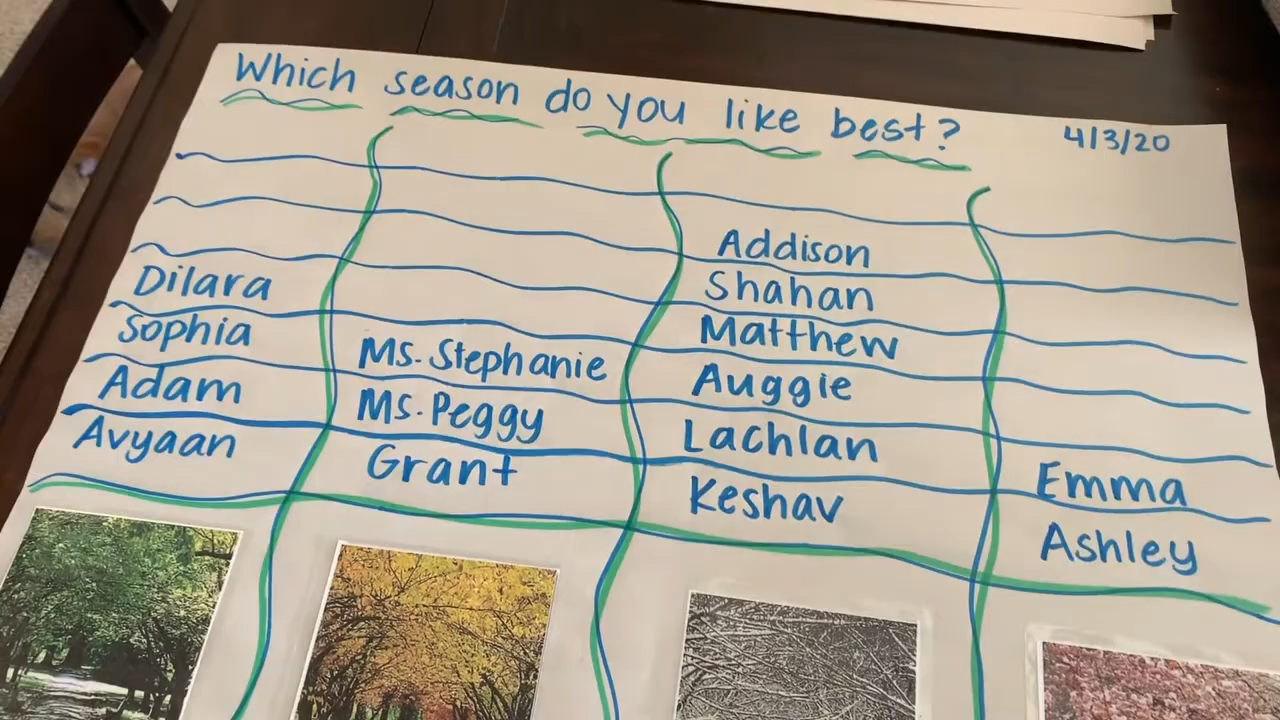 Which season do you like best?
4/3/20
Addison
Dilara
Shahan
Sophia
Ms. Stephanie
Matthew
Adam
Ms. Peggy
Auggie
Avyaan
Grant
Lachlan
Emma
Keshav
Ashley